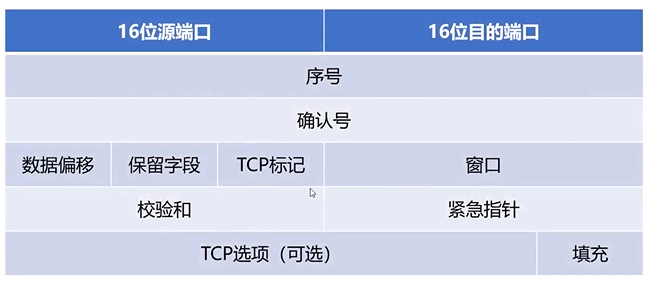 16位源端口 16位目的端口
序号
确认号
数据偏移 保留字段 TCP标记 窗口
校验和 紧急指针
TCP选项（可选） 填充